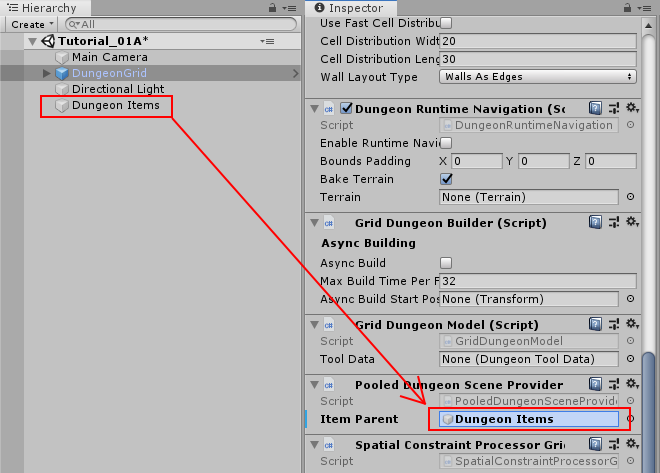 Hierarchy
Create
All
Tutorial_01A*
Main Camera
DungeonGrid
Directional Light
Dungeon Items
Inspector
Use Fast Cell Distribu
Cell Distribution Widt
20
Cell Distribution Leng
30
Wall Layout Type
Walls As Edges
Dungeon Runtime Navigation (Sc
Script
DungeonRuntimeNavigation
Enable Runtime Navi
Bounds Padding
X 0 Y 0 Z 0
Bake Terrain
Terrain
None (Terrain)
Grid Dungeon Builder (Script)
Async Building
Async Build
Max Build Time Per F
32
Async Build Start Pos
None (Transform)
Grid Dungeon Model (Script)
Script
GridDungeonModel
Tool Data
None (Dungeon Tool Data)
Pooled Dungeon Scene Provider
Script
PooledDungeonSceneProvide
Item Parent
Dungeon Items
Spatial Constraint Processor Gri
Script
SpatialConstraintProcessorG